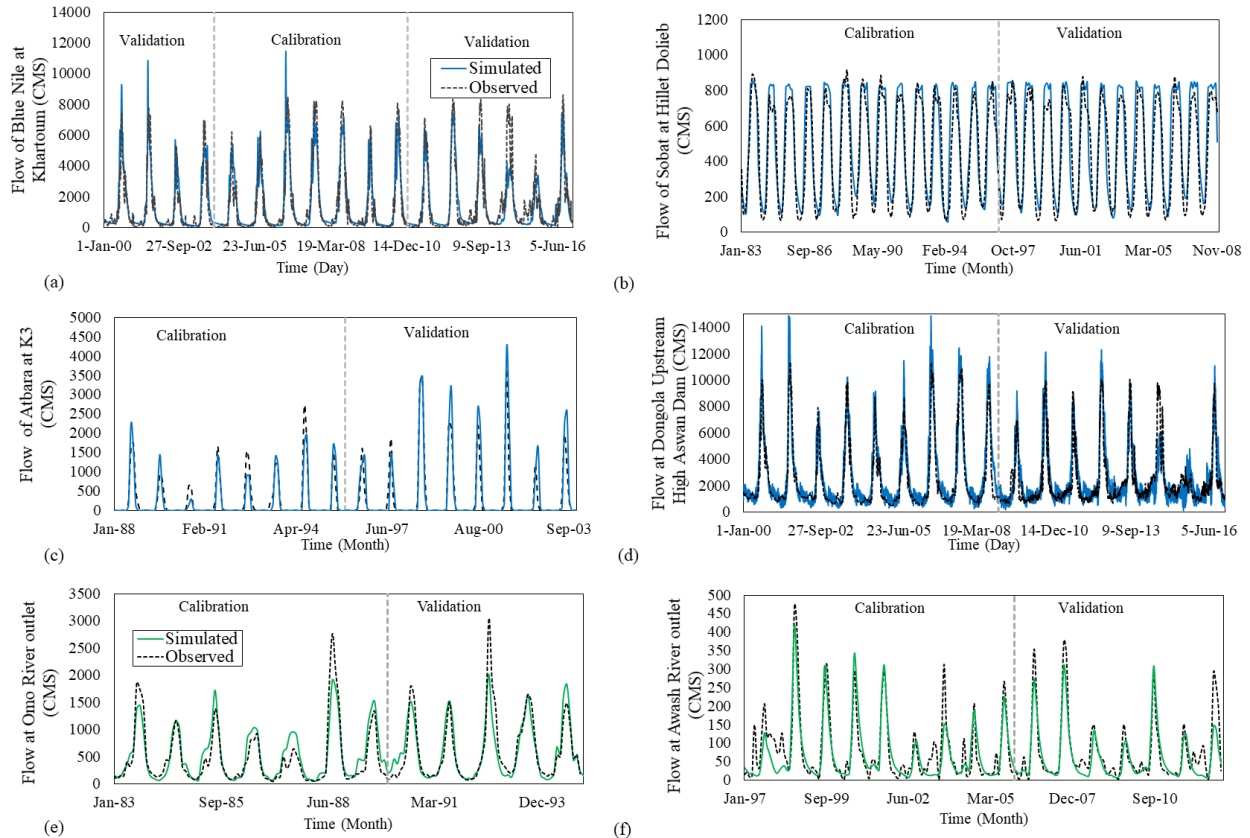 Flow of Blue Nile at
Khartoum (CMS)
14000
12000
10000
8000
6000
4000
2000
0
Validation
Calibration
Validation
Simulated
Observed
1-Jan-00
27-Sep-02
23-Jun-05
19-Mar-08
14-Dec-10
9-Sep-13
5-Jun-16
Time (Day)
(a)
Flow of Sobat at Hillet Dolieb
(CMS)
1200
1000
800
600
400
200
0
Calibration
Validation
Jan-83
Sep-86
May-90
Feb-94
Oct-97
Jun-01
Mar-05
Nov-08
Time (Month)
(b)
Flow of Atbara at K3
(CMS)
5000
4500
4000
3500
3000
2500
2000
1500
1000
500
0
Calibration
Validation
Jan-88
Feb-91
Apr-94
Jun-97
Aug-00
Sep-03
Time (Month)
(c)
Flow at Dongola Upstream
High Aswan Dam (CMS)
14000
12000
10000
8000
6000
4000
2000
0
Calibration
Validation
1-Jan-00
27-Sep-02
23-Jun-05
19-Mar-08
14-Dec-10
9-Sep-13
5-Jun-16
Time (Day)
(d)
Flow at Omo River outlet
(CMS)
3500
3000
2500
2000
1500
1000
500
0
Calibration
Validation
Simulated
Observed
Jan-83
Sep-85
Jun-88
Mar-91
Dec-93
Time (Month)
(e)
Flow at Awash River outlet
(CMS)
500
450
400
350
300
250
200
150
100
50
0
Calibration
Validation
Jan-97
Sep-99
Jun-02
Mar-05
Dec-07
Sep-10
Time (Month)
(f)